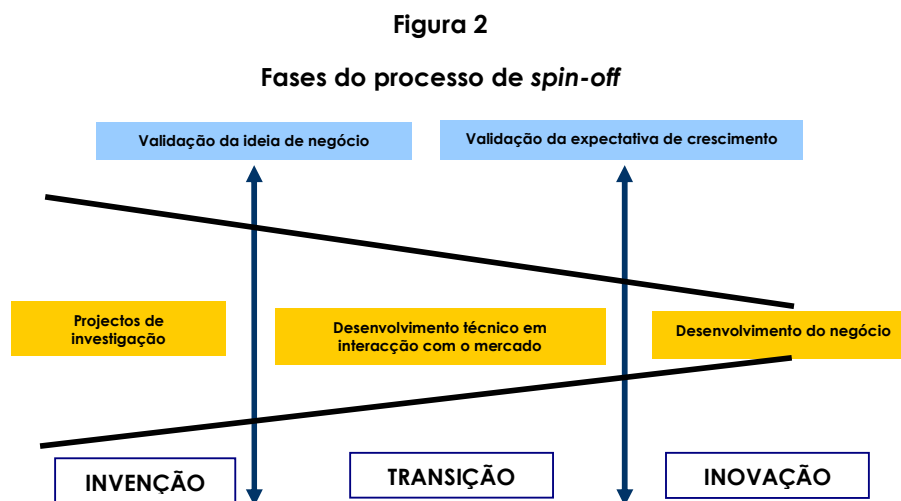 Figura 2
Fases do processo de spin-off
Validação da ideia de negócio
Validação da expectativa de crescimento
Projectos de
investigação
Desenvolvimento técnico em
interacção com o mercado
Desenvolvimento do negócio
INVENÇÃO
TRANSIÇÃO
INOVAÇÃO